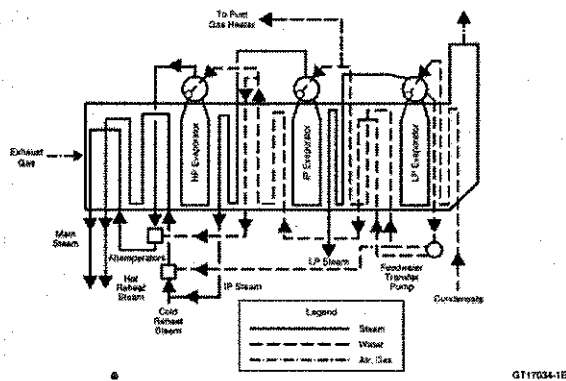 To Fuel
Gas Heater
Exhaust
Gas
HP Evaporator
IP Evaporator
LP Evaporator
Main
Steam
Attemperators
Hot
Reheat
Steam
Cold
Reheat
Steam
IP Steam
LP Steam
Feedwater
Transfer
Pump
Condensate
Legend
Steam
Water
Air, Gas
GT17034-1E